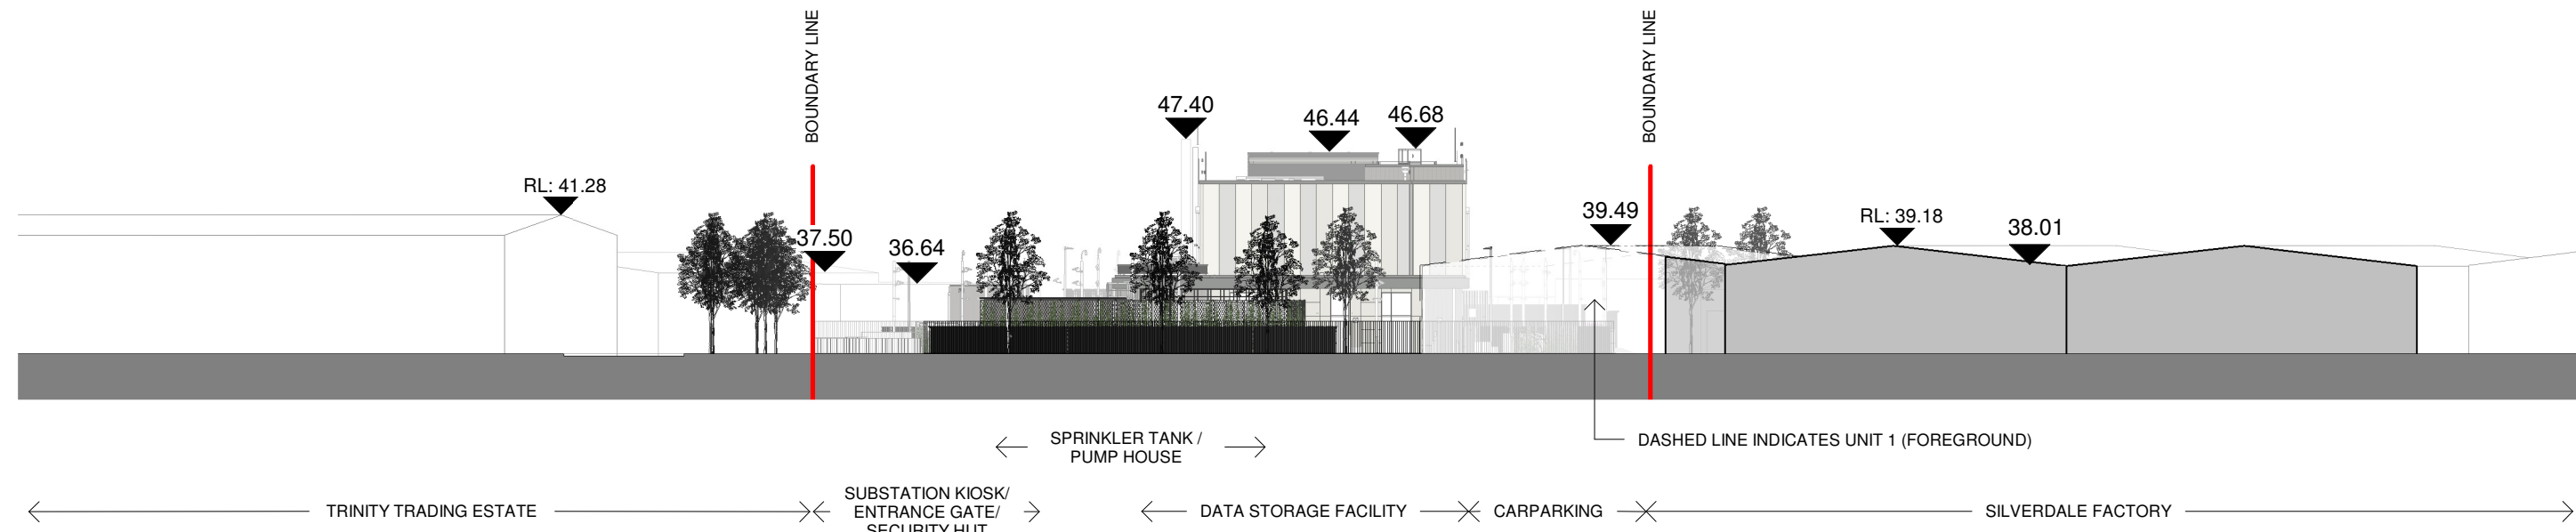 BOUNDARY LINE
BOUNDARY LINE
47.40
46.44
46.68
RL: 41.28
37.50
36.64
39.49
RL: 39.18
38.01
SPRINKLER TANK /
PUMP HOUSE
DASHED LINE INDICATES UNIT 1 (FOREGROUND)
TRINITY TRADING ESTATE
SUBSTATION KIOSK/
ENTRANCE GATE/
SECURITY HUT
DATA STORAGE FACILITY
CARPARKING
SILVERDALE FACTORY